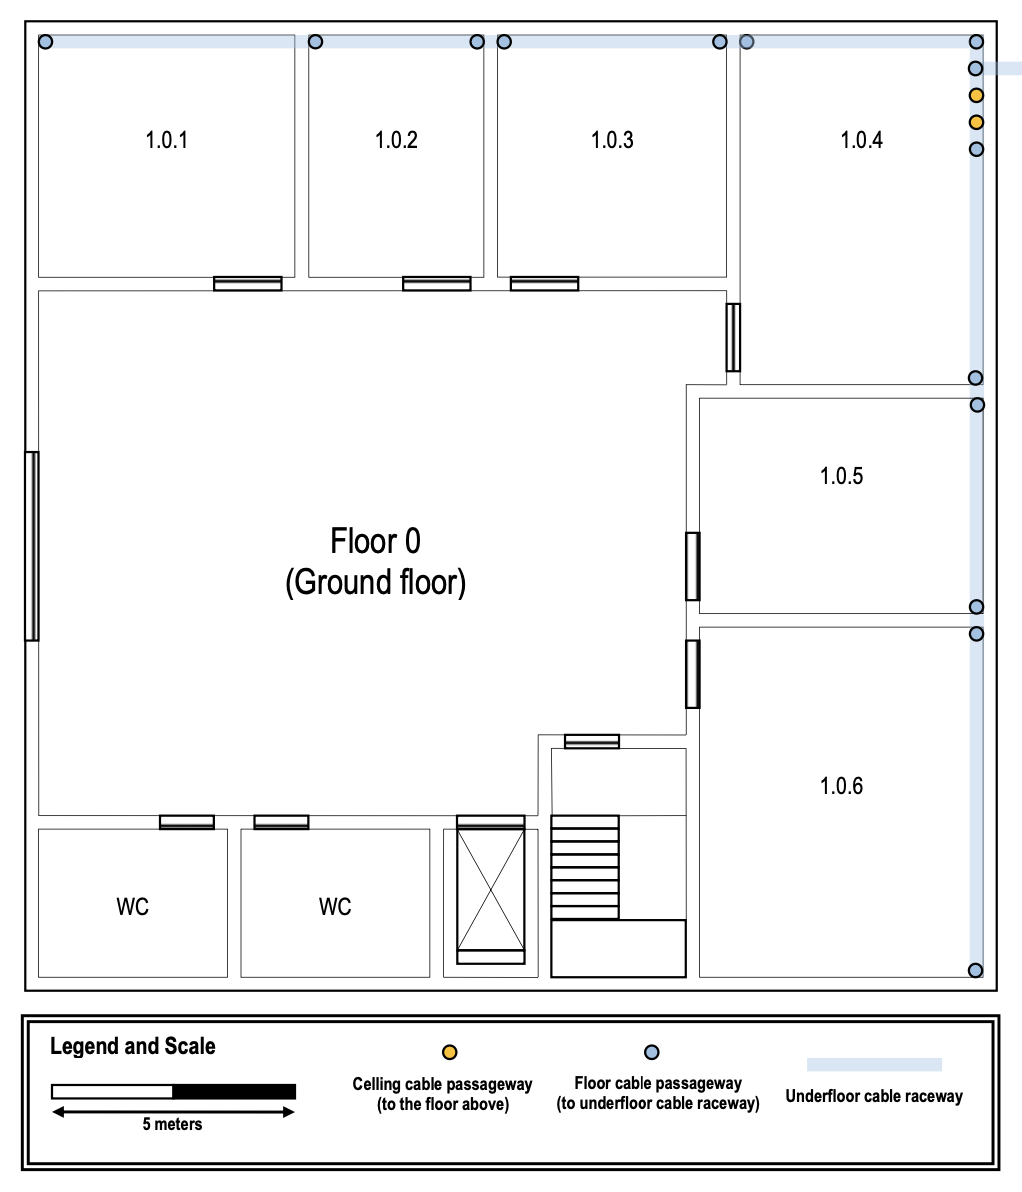 1.0.1
1.0.2
1.0.3
1.0.4
1.0.5
Floor 0
(Ground floor)
1.0.6
WC
WC
Legend and Scale
5 meters
Celling cable passageway
(to the floor above)
Floor cable passageway
(to underfloor cable raceway)
Underfloor cable raceway